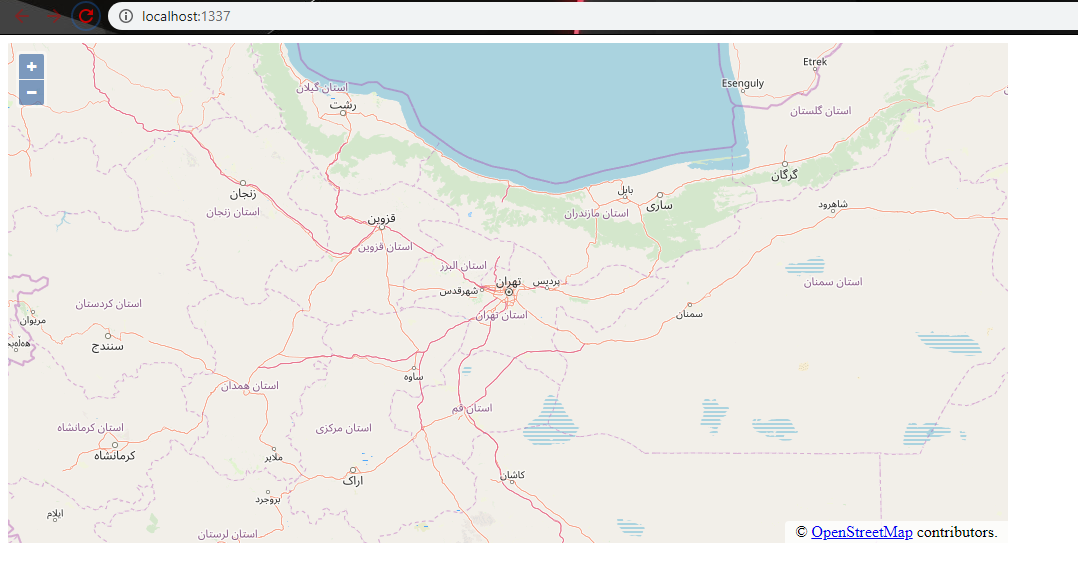 localhost:1337
+
−
Etrek
Esenguly
استان گلستان
استان گیلان
رشت
گرگان
زنجان
استان زنجان
بابل
ساری
شاهرود
استان مازندران
قزوین
استان قزوین
استان البرز
تهران
پردیس
شهرقدس
استان سمنان
استان کردستان
مریوان
استان تهران
سمنان
سنندج
ساوه
استان همدان
استان قم
استان کرمانشاه
استان مرکزی
کرمانشاه
ملایر
اراک
کاشان
بروجرد
ایلام
استان لرستان
© OpenStreetMap contributors.